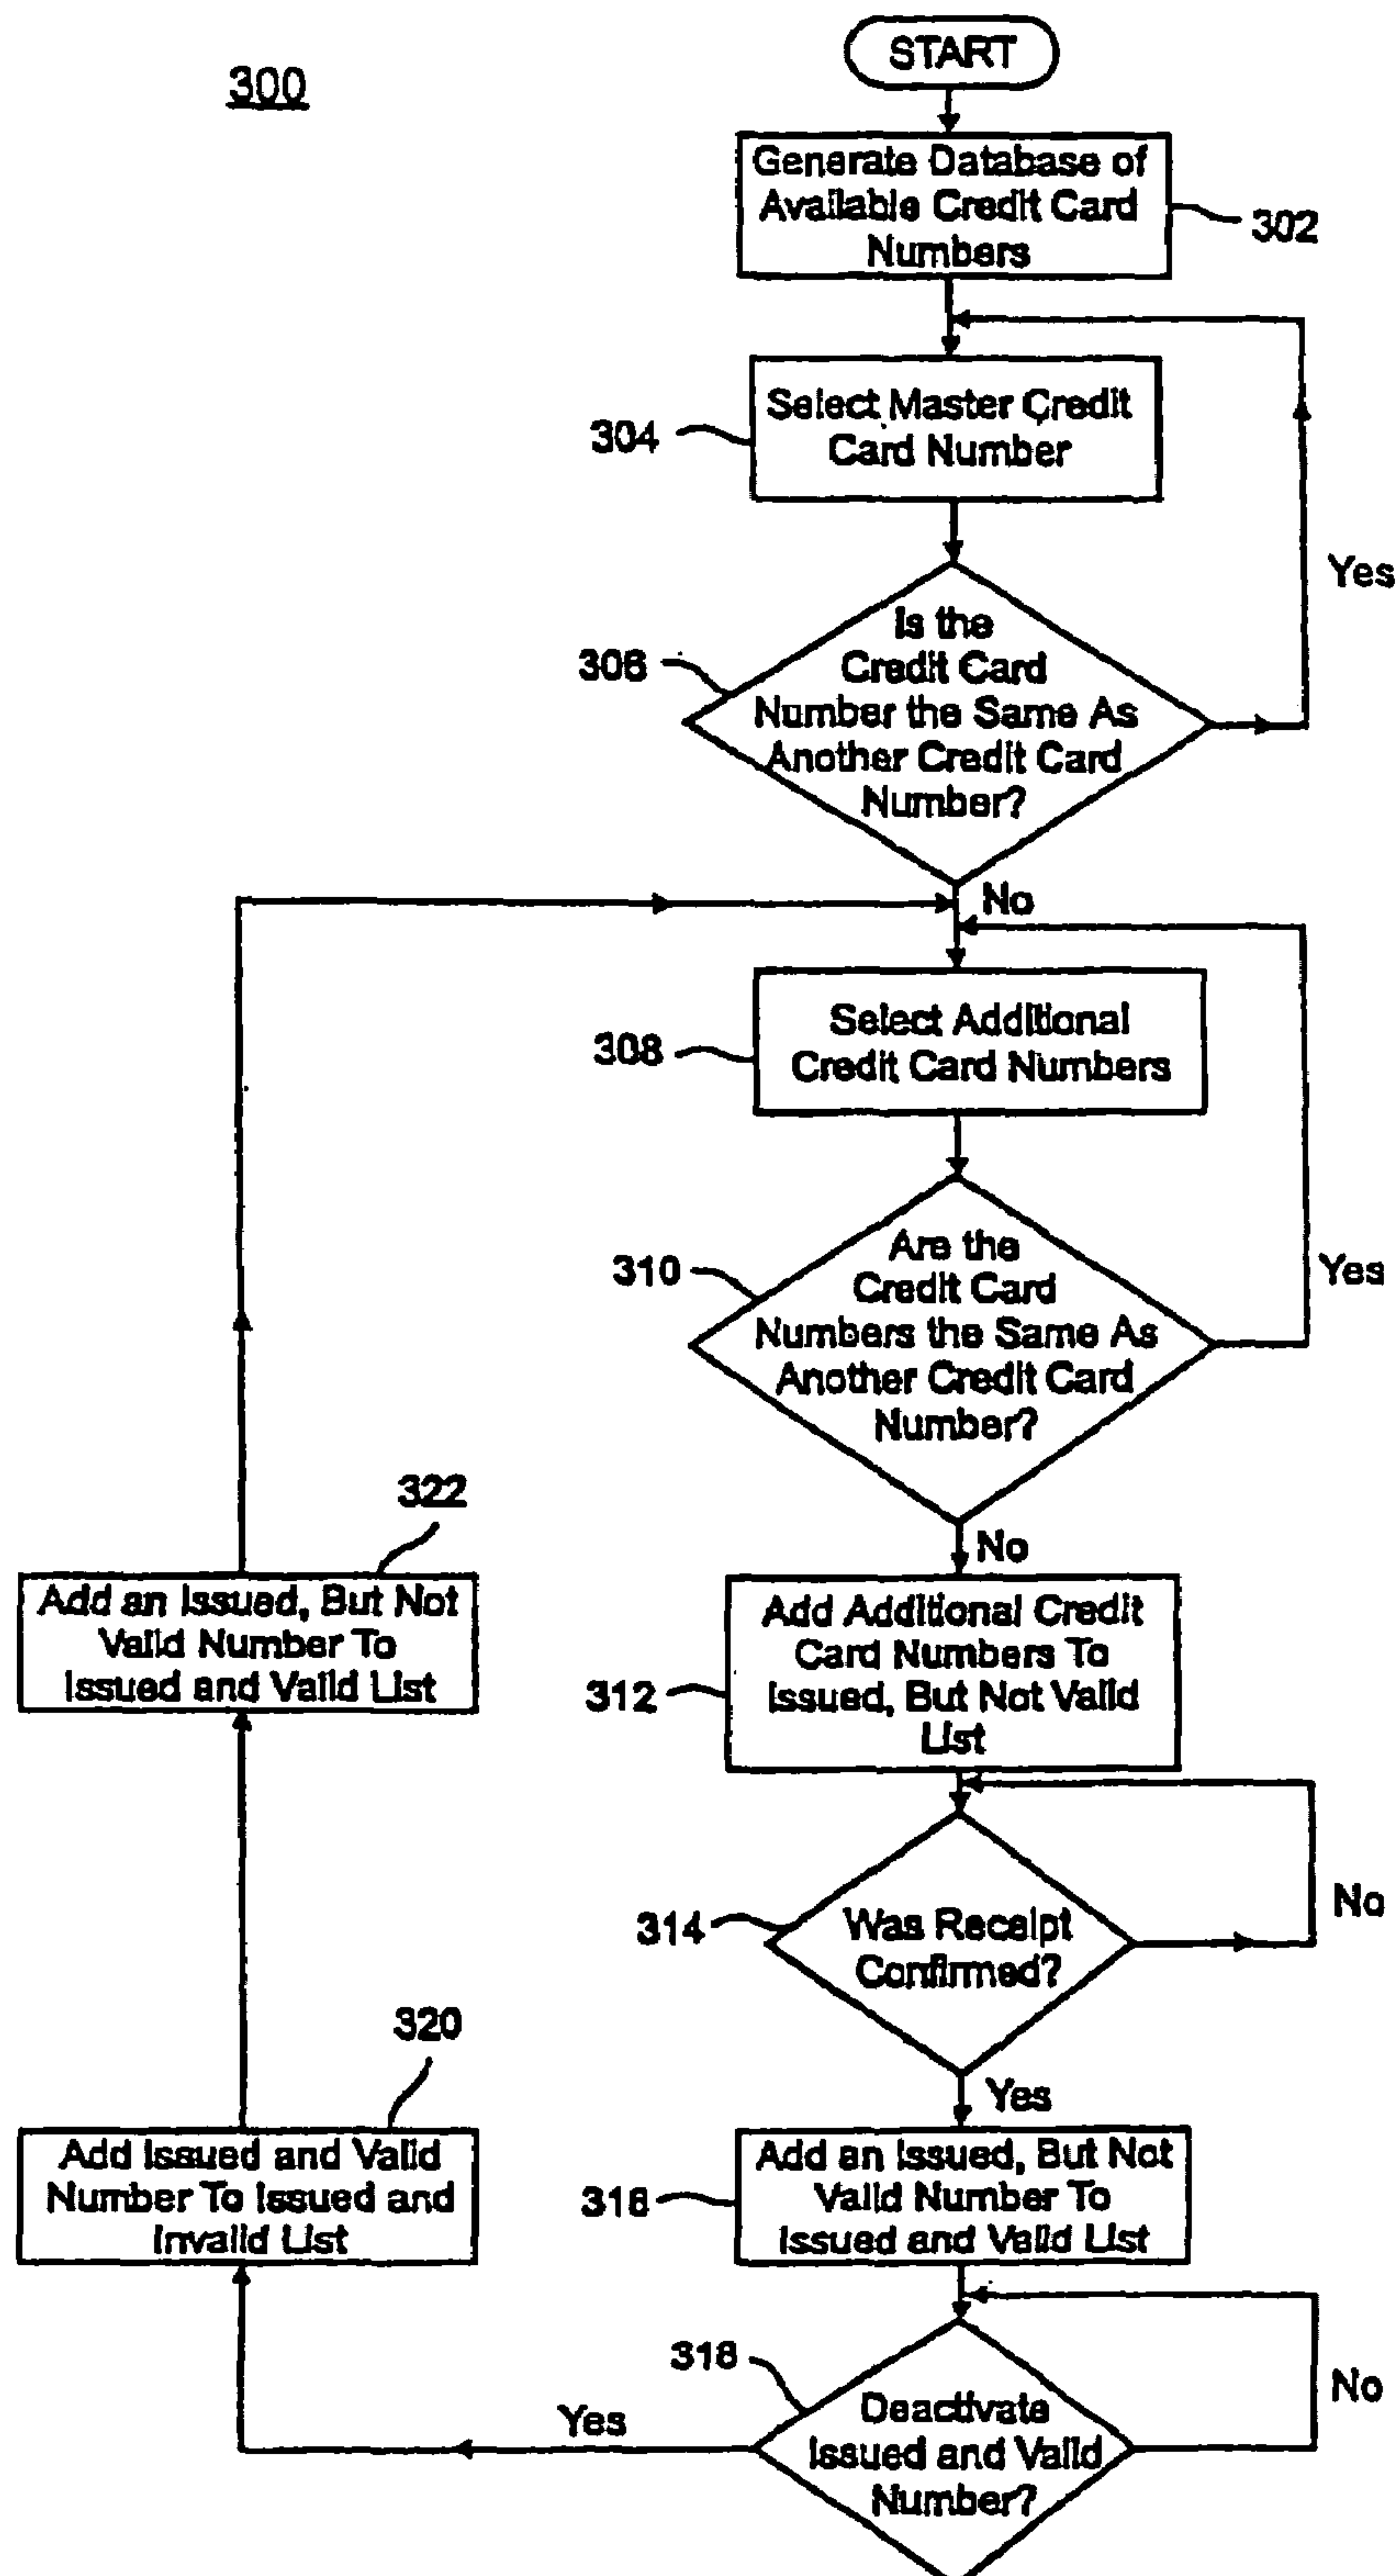 300
START
Generate Database of
Available Credit Card
Numbers
302
Select Master Credit
Card Number
304
Yes
Is the
Credit Card
Number the Same As
Another Credit Card
Number?
306
No
Select Additional
Credit Card Numbers
308
Are the
Credit Card
Numbers the Same As
Another Credit Card
Number?
310
Yes
No
322
Add an Issued, But Not
Valid Number To
Issued and Valid List
Add Additional Credit
Card Numbers To
Issued, But Not Valid
List
312
Was Receipt
Confirmed?
314
No
Yes
320
Add Issued and Valid
Number To Issued and
Invalid List
Add an Issued, But Not
Valid Number To
Issued and Valid List
316
Deactivate
Issued and Valid
Number?
318
No
Yes